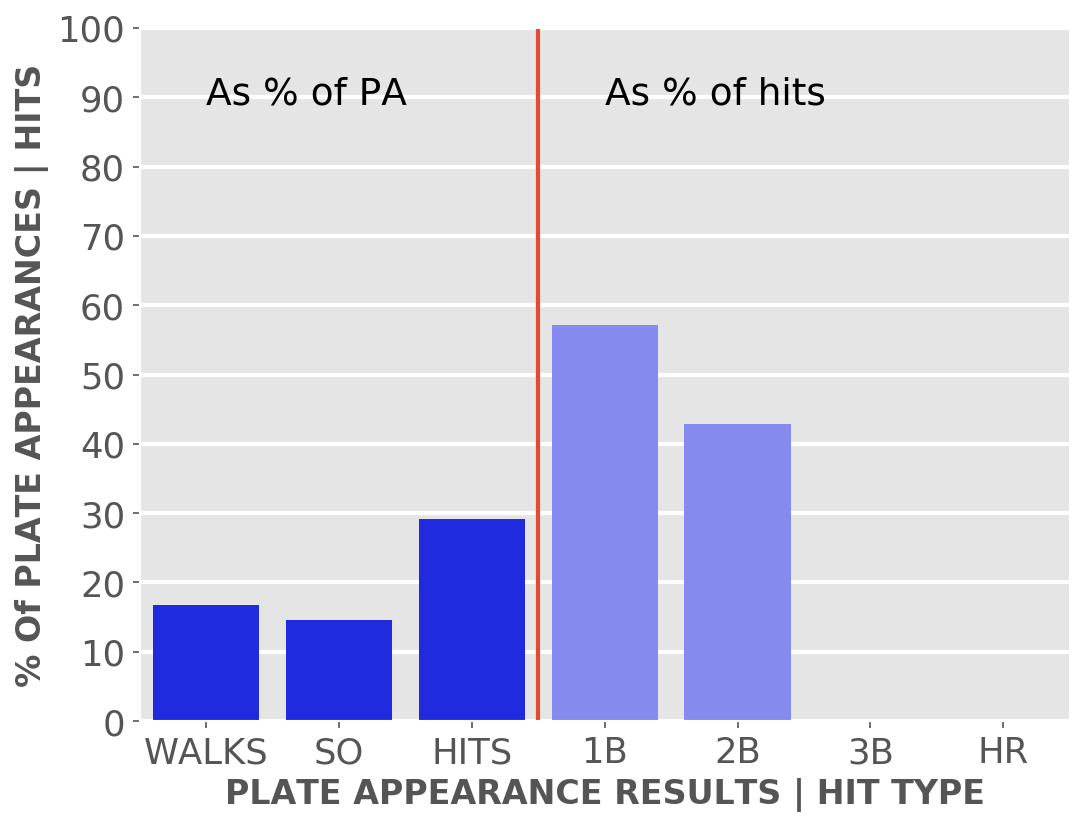 As % of PA
As % of hits
% Of PLATE APPEARANCES | HITS
100
90
80
70
60
50
40
30
20
10
0
WALKS SO HITS 1B 2B 3B HR
PLATE APPEARANCE RESULTS | HIT TYPE